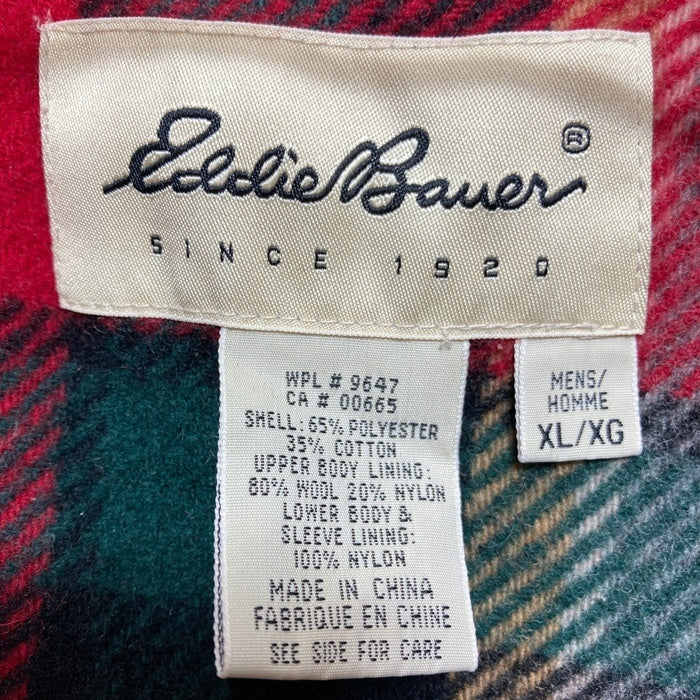 Eddie Bauer ®
SINCE 1920
WPL # 9647
CA # 00665
SHELL: 65% POLYESTER
35% COTTON
UPPER BODY LINING:
80% WOOL 20% NYLON
LOWER BODY &
SLEEVE LINING:
100% NYLON
MADE IN CHINA
FABRIQUE EN CHINE
SEE SIDE FOR CARE
MENS/
HOMME
XL/XG